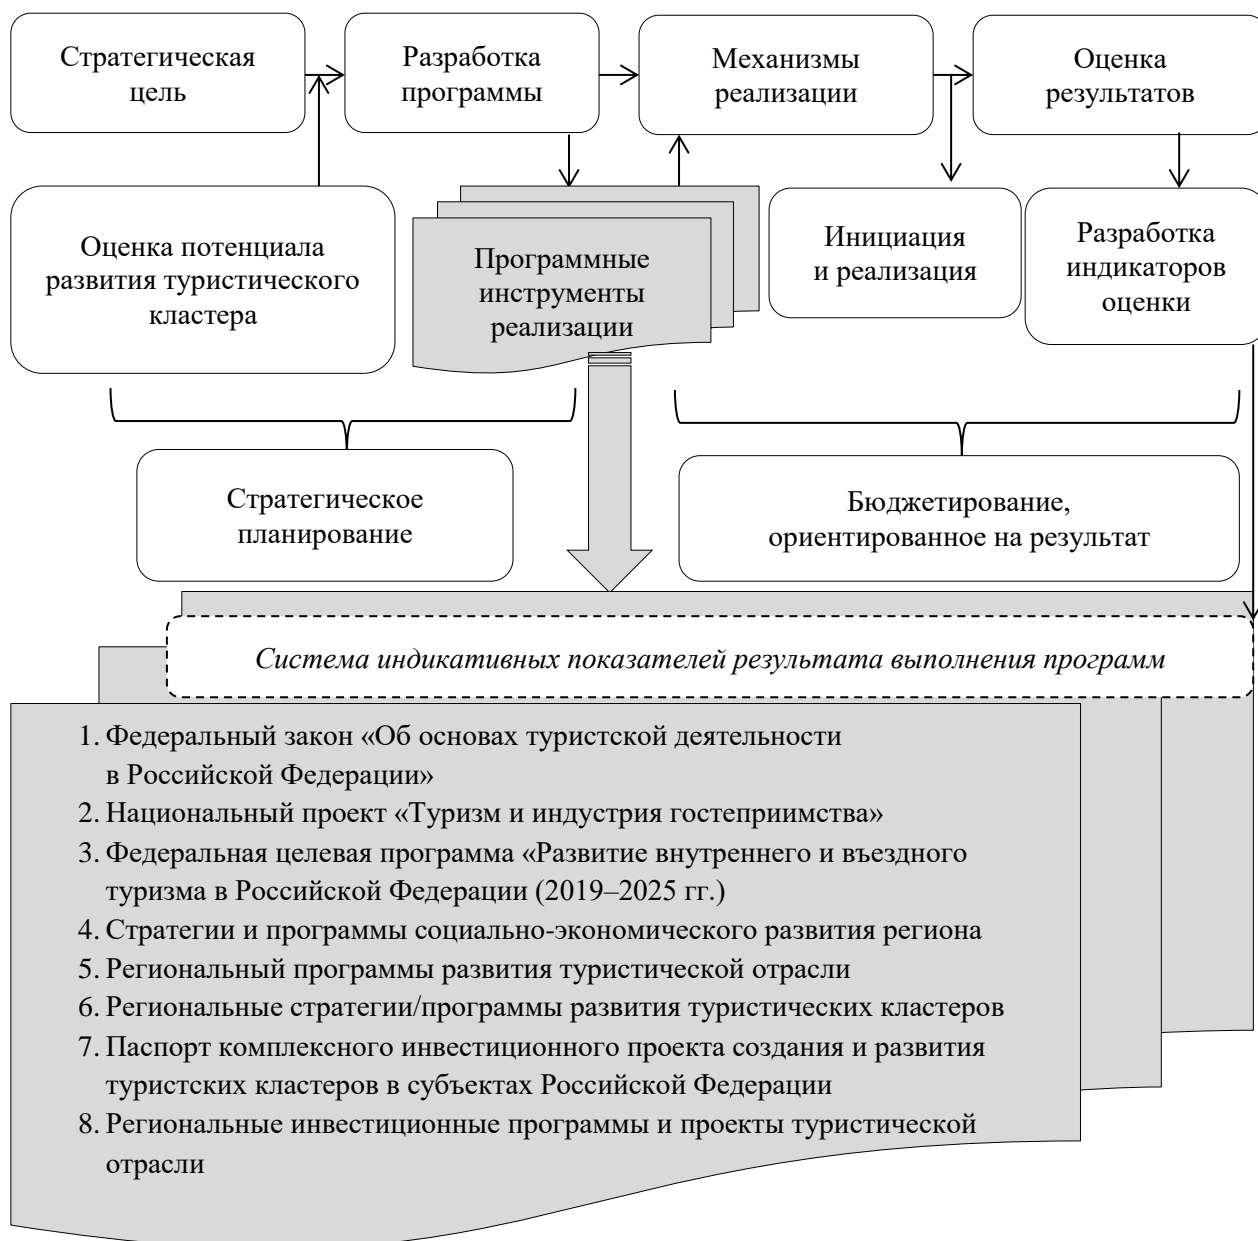 Стратегическая
цель
Разработка
программы
Механизмы
реализации
Оценка
результатов
Оценка потенциала
развития туристического
кластера
Программные
инструменты
реализации
Инициация
и реализация
Разработка
индикаторов
оценки
Стратегическое
планирование
Бюджетирование,
ориентированное на результат
Система индикативных показателей результата выполнения программ
1. Федеральный закон «Об основах туристской деятельности
в Российской Федерации»
2. Национальный проект «Туризм и индустрия гостеприимства»
3. Федеральная целевая программа «Развитие внутреннего и въездного
туризма в Российской Федерации (2019–2025 гг.)
4. Стратегии и программы социально-экономического развития региона
5. Региональный программы развития туристической отрасли
6. Региональные стратегии/программы развития туристических кластеров
7. Паспорт комплексного инвестиционного проекта создания и развития
туристских кластеров в субъектах Российской Федерации
8. Региональные инвестиционные программы и проекты туристической
отрасли